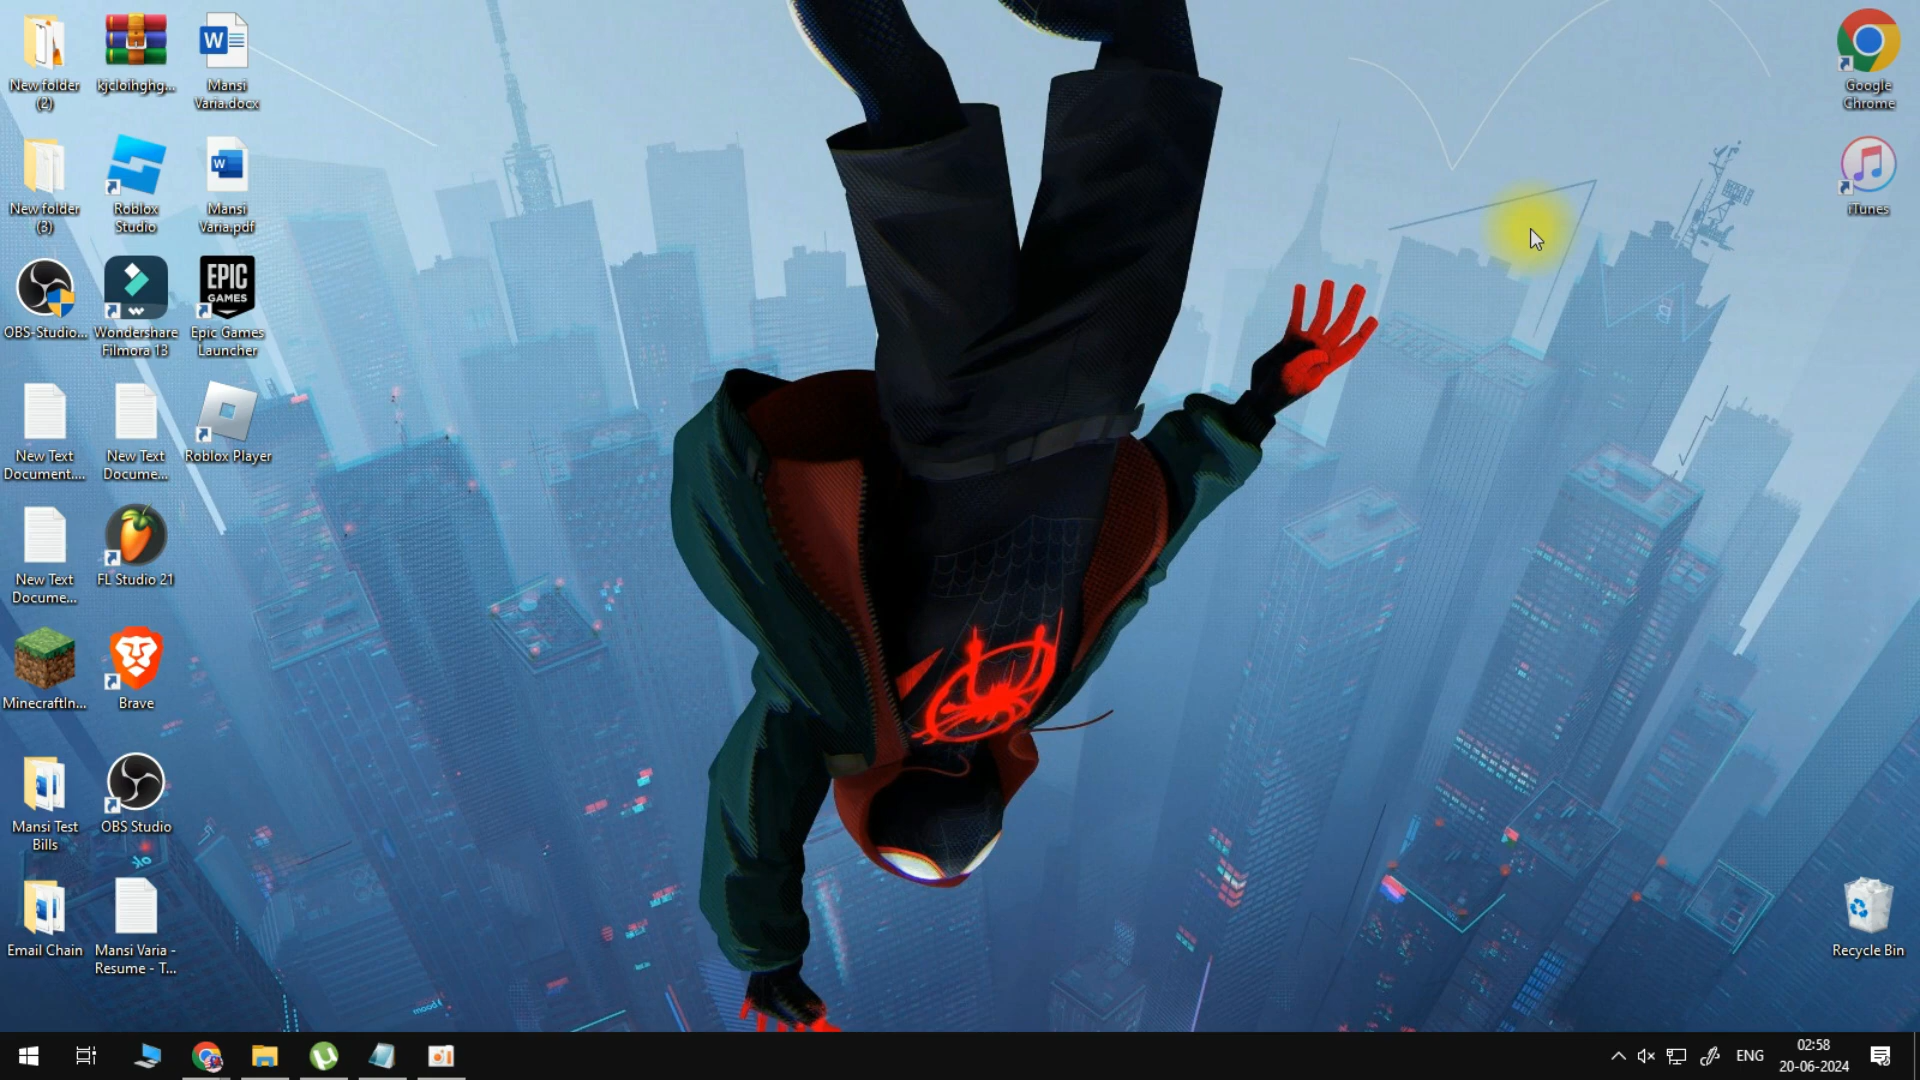 New folder
(2)
kjcloihghg...
W
Mansi
Varia.docx
Google
Chrome
New folder
(3)
Roblox
Studio
W
Mansi
Varia.pdf
iTunes
OBS-Studio...
Wondershare
Filmora 13
EPIC
GAMES
Epic Games
Launcher
New Text
Document....
New Text
Docume...
Roblox Player
New Text
Docume...
FL Studio 21
MinecraftIn...
Brave
Mansi Test
Bills
OBS Studio
Email Chain
Mansi Varia -
Resume - T...
Recycle Bin
mood
ENG
02:58
20-06-2024